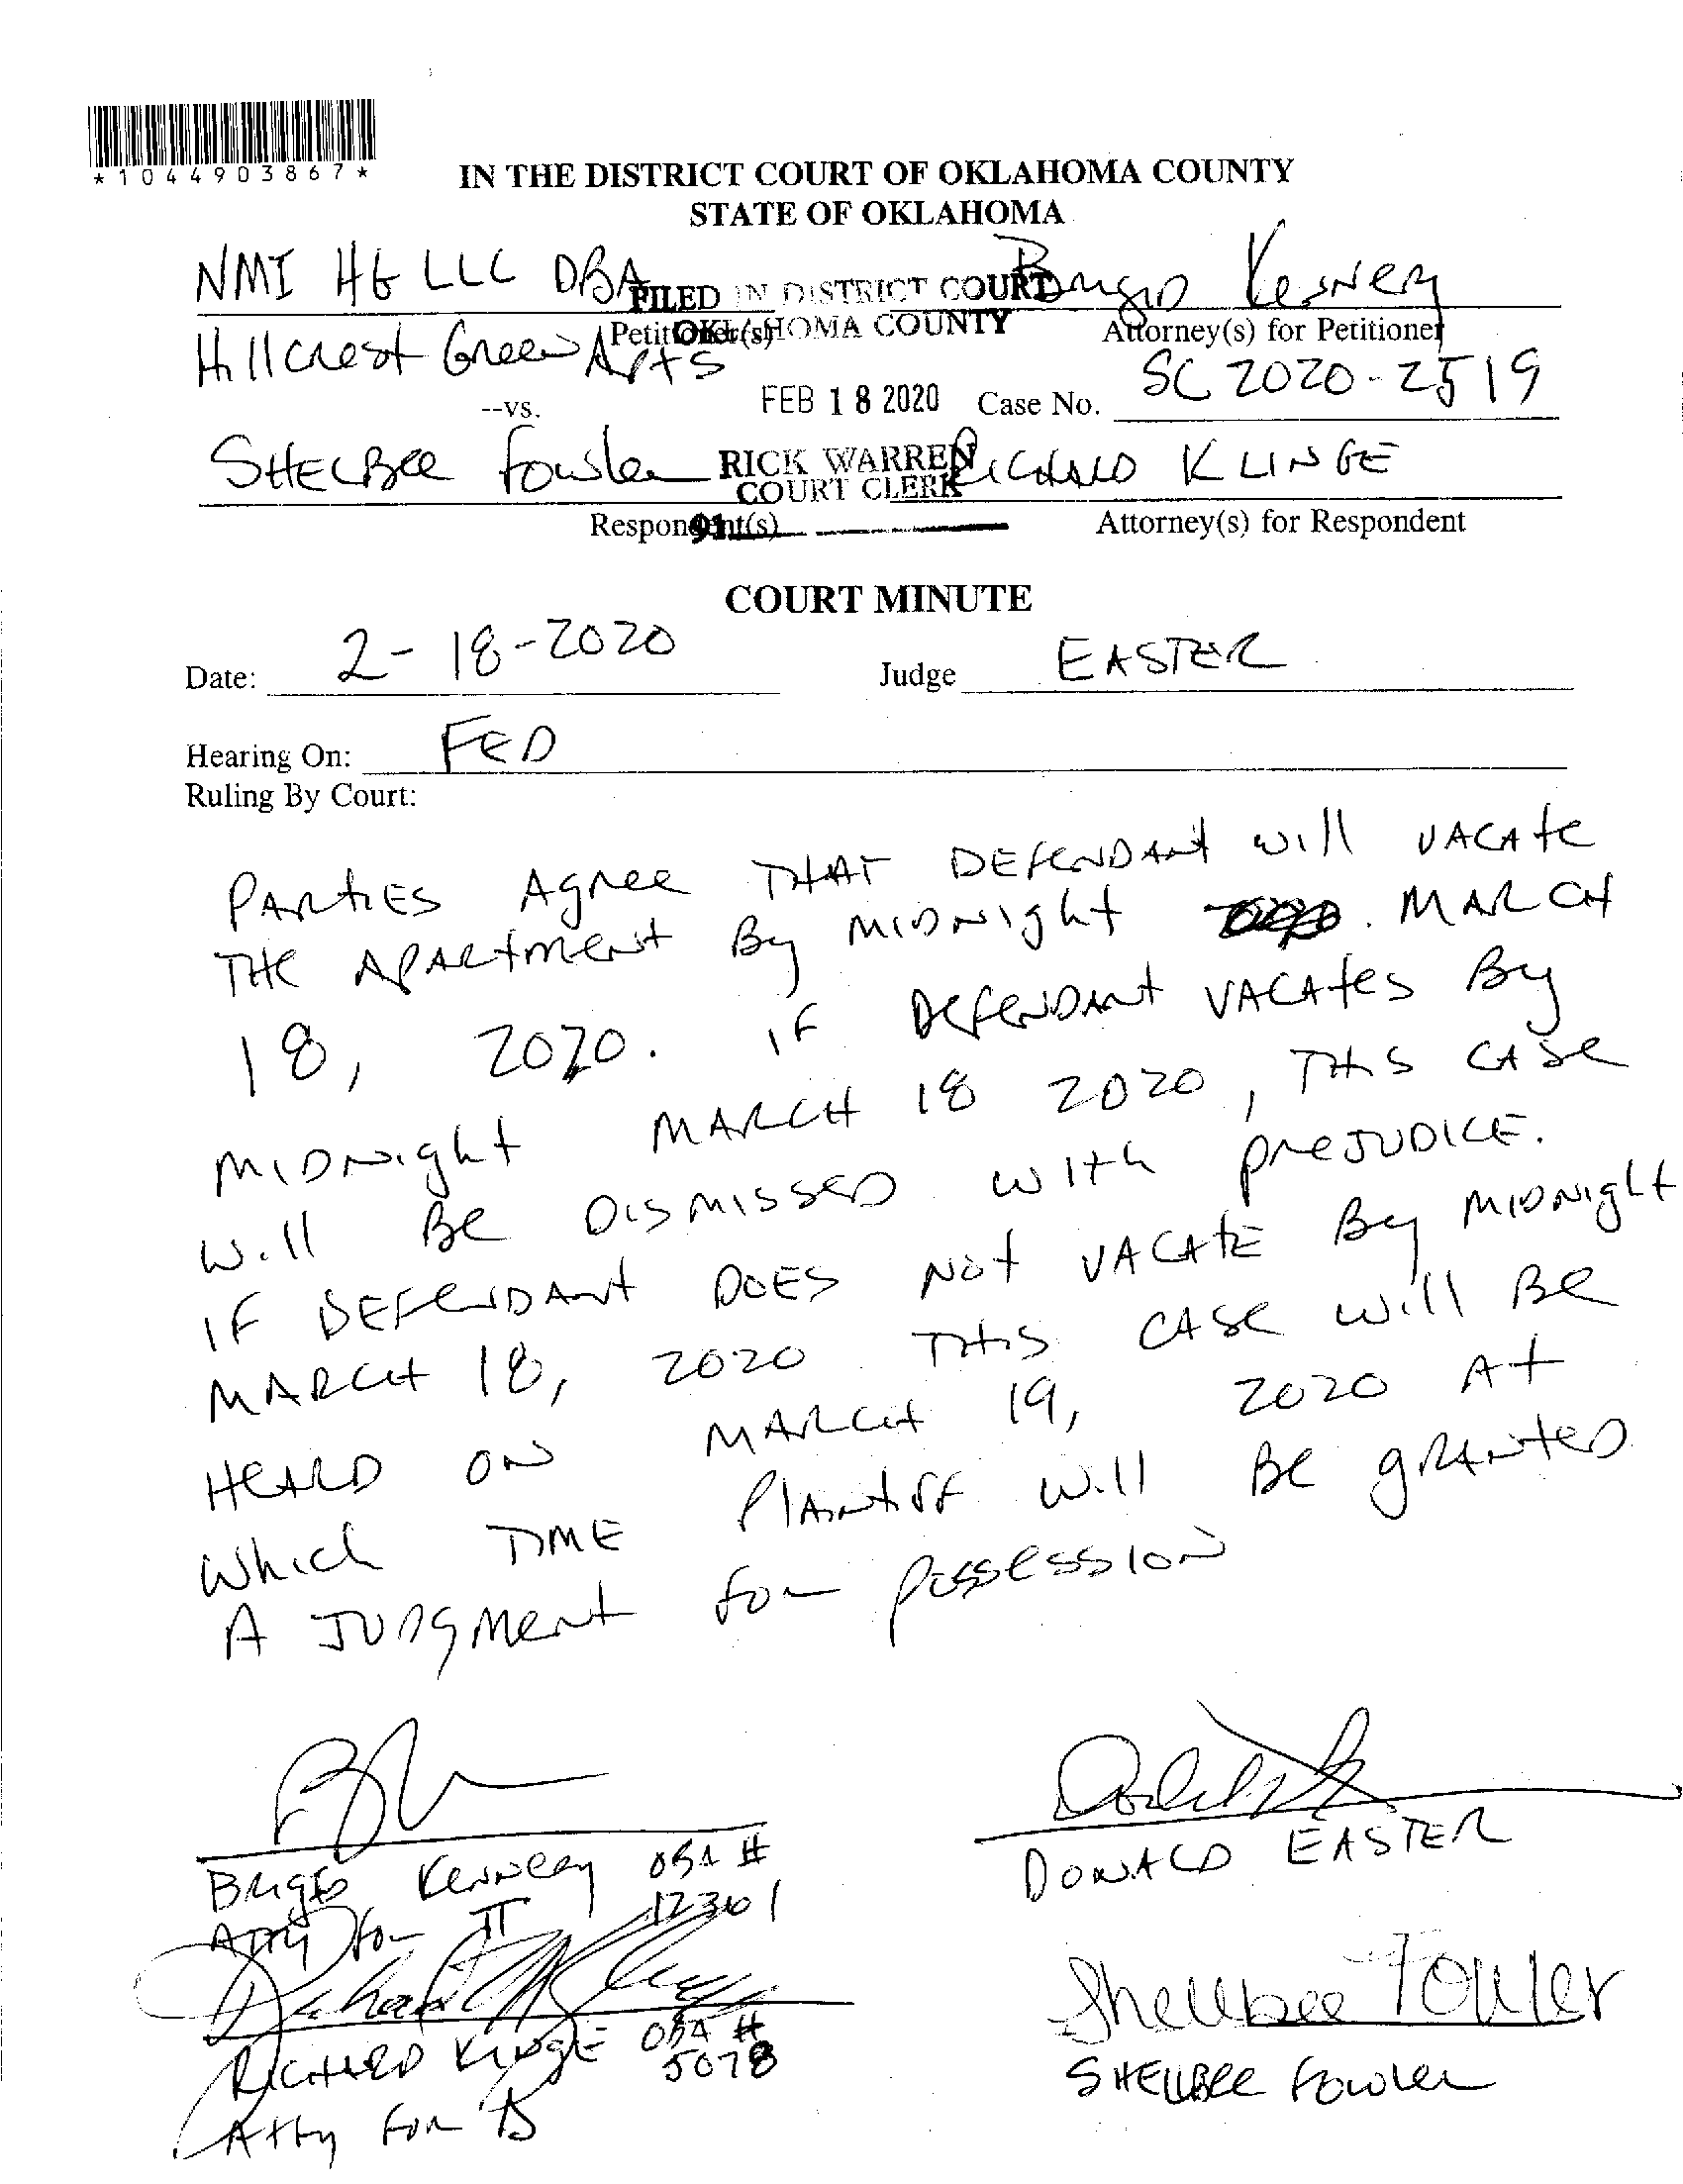 *1044903867*
IN THE DISTRICT COURT OF OKLAHOMA COUNTY
STATE OF OKLAHOMA
NMI HG LLC DBA Briggs Kenney
FILED IN DISTRICT COURT
OKLAHOMA COUNTY
Petitioner(s) Attorney(s) for Petitioner
Hillcrest Green Apts
FEB 18 2020 Case No. SC 2020-2519
--vs.
SHELBee Fowler RICHARD KLINGE
RICK WARREN
COURT CLERK
Respondent(s) Attorney(s) for Respondent
91
COURT MINUTE
Date: 2-18-2020 Judge EASTER
Hearing On: FED
Ruling By Court:
PARTIES Agree THAT DEFENDANT will VACATE
THE APARTMENT By MIDNIGHT MARCH
18, 2020. IF DEFENDANT VACATES By
MIDNIGHT MARCH 18 2020, THIS CASE
will Be DISMISSED WITH PREJUDICE.
IF DEFENDANT DOES NOT VACATE By MIDNIGHT
MARCH 18, 2020 THIS CASE will BE
HEARD ON MARCH 19, 2020 At
which TIME Plaintiff will BE GRANTED
A JUDGMENT for possession
Briggs Kenney OBA # 12361
Atty for π
DONALD EASTER
Richard Klinge
RICHARD KLINGE OBA # 5078
Atty For Δ
Shellbee Fowler
SHELLBEE Fowler